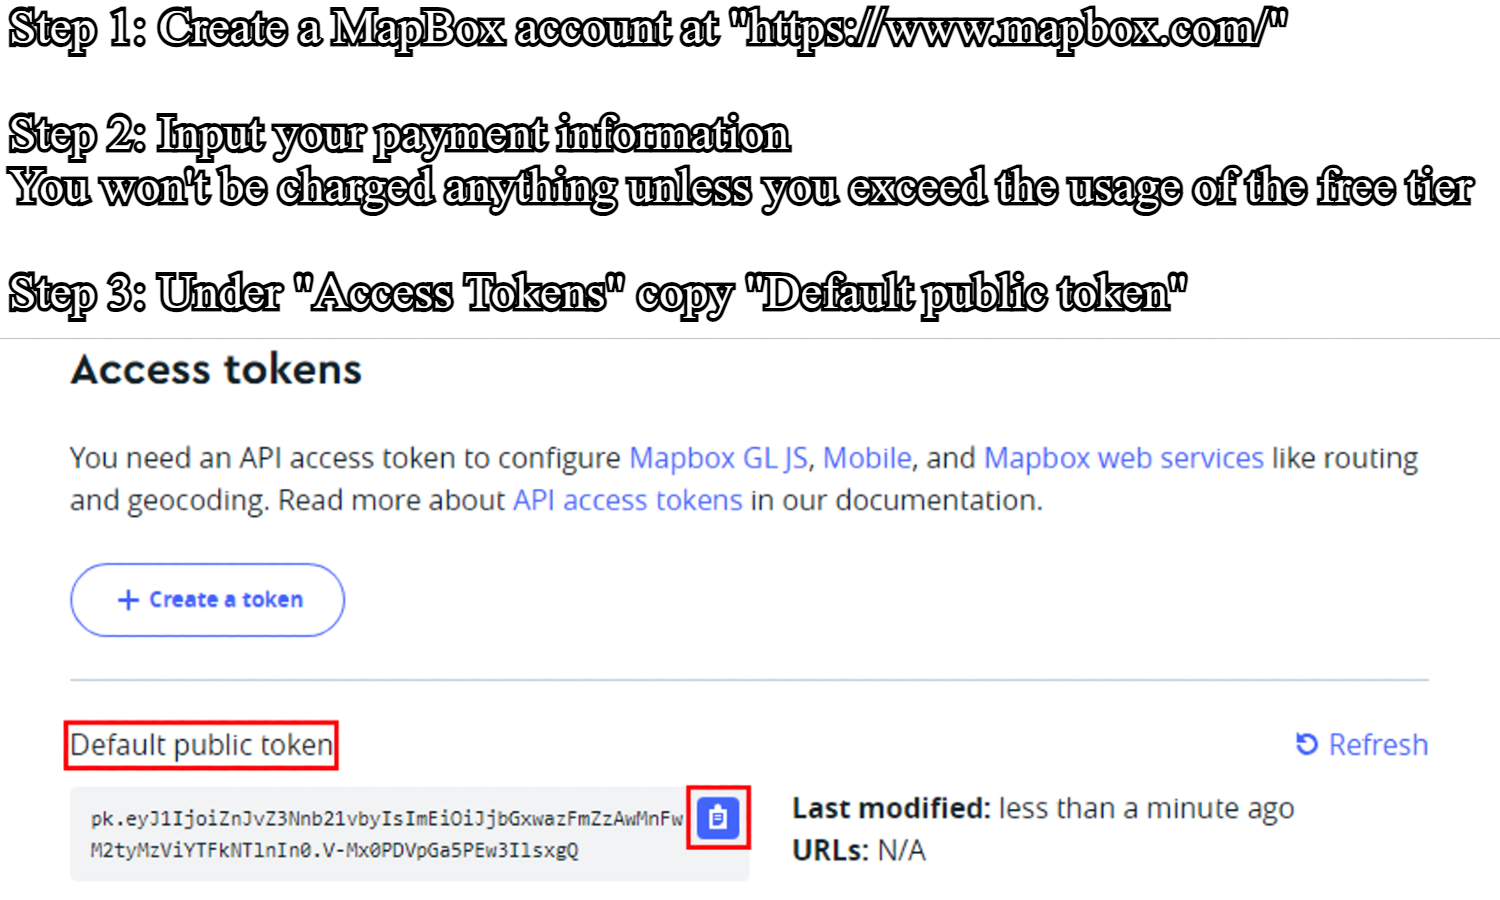 Step 1: Create a MapBox account at "https://www.mapbox.com/"
Step 2: Input your payment information
You won't be charged anything unless you exceed the usage of the free tier
Step 3: Under "Access Tokens" copy "Default public token"
Access tokens
You need an API access token to configure Mapbox GL JS, Mobile, and Mapbox web services like routing
and geocoding. Read more about API access tokens in our documentation.
+ Create a token
Default public token
Refresh
pk.eyJ1IjoiZnJvZ3Nnb21vbyIsImEiOiJjbGxwazFmZzAwMnFw
M2tyMzViYTFkNTlnIn0.V-Mx0PDVpGa5PEw3IlsxgQ
Last modified: less than a minute ago
URLs: N/A